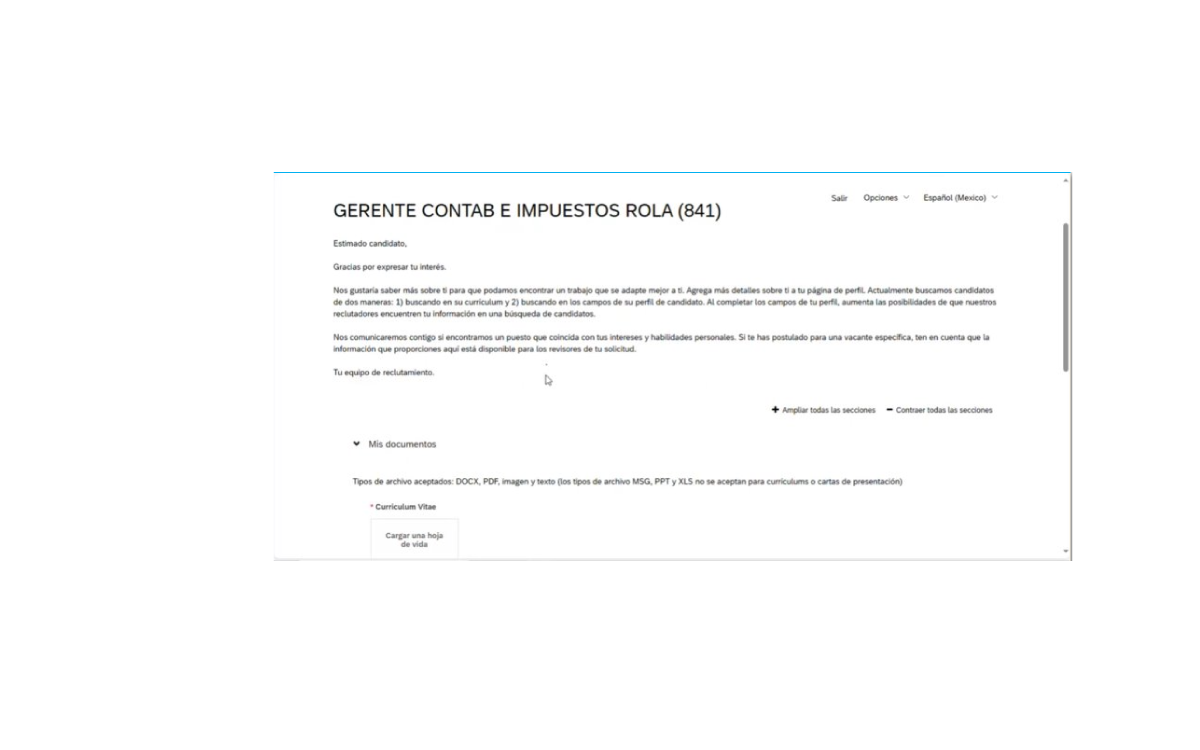 Salir Opciones Español (Mexico)
GERENTE CONTAB E IMPUESTOS ROLA (841)
Estimado candidato,
Gracias por expresar tu interés.
Nos gustaría saber más sobre ti para que podamos encontrar un trabajo que se adapte mejor a ti. Agrega más detalles sobre ti a tu página de perfil. Actualmente buscamos candidatos
de dos maneras: 1) buscando en su currículum y 2) buscando en los campos de su perfil de candidato. Al completar los campos de tu perfil, aumenta las posibilidades de que nuestros
reclutadores encuentren tu información en una búsqueda de candidatos.
Nos comunicaremos contigo si encontramos un puesto que coincida con tus intereses y habilidades personales. Si te has postulado para una vacante específica, ten en cuenta que la
información que proporciones aquí está disponible para los revisores de tu solicitud.
Tu equipo de reclutamiento.
+ Ampliar todas las secciones − Contraer todas las secciones
Mis documentos
Tipos de archivo aceptados: DOCX, PDF, imagen y texto (los tipos de archivo MSG, PPT y XLS no se aceptan para currículums o cartas de presentación)
* Currículum Vitae
Cargar una hoja
de vida